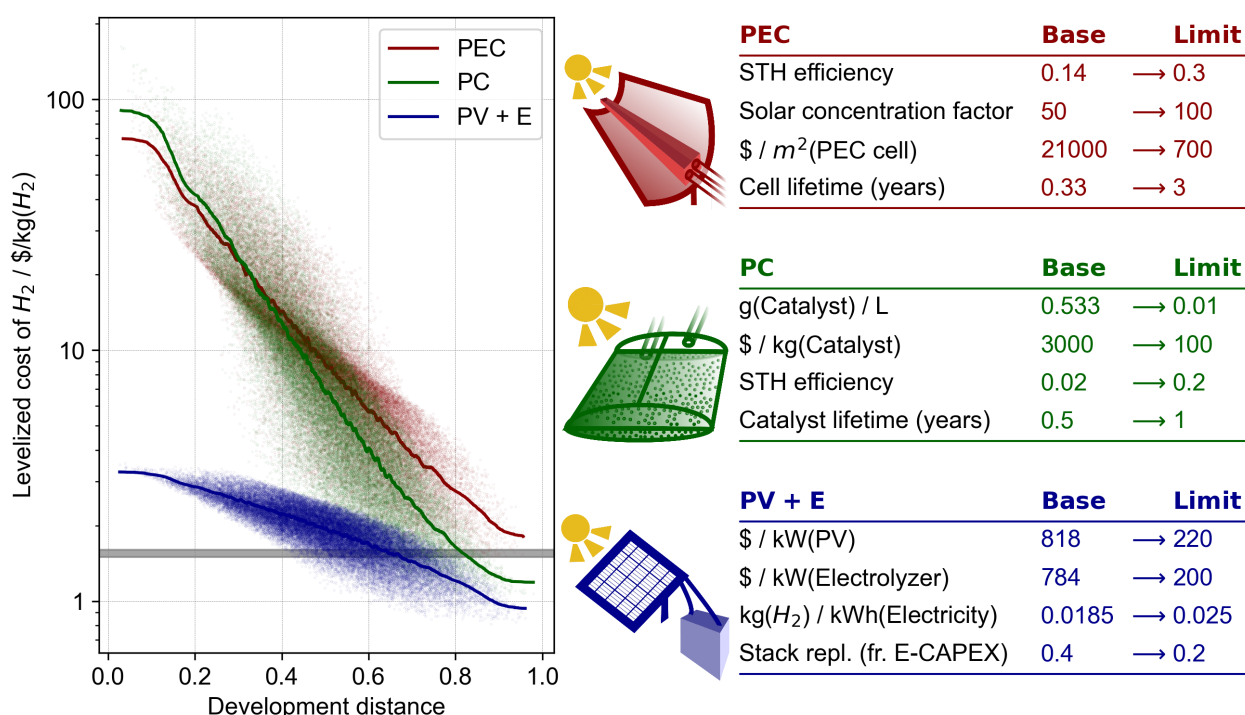 Levelized cost of H₂ / $/kg(H₂)
100
10
1
PEC
PC
PV + E
0.0 0.2 0.4 0.6 0.8 1.0
Development distance
PEC Base Limit
STH efficiency 0.14 → 0.3
Solar concentration factor 50 → 100
$ / m²(PEC cell) 21000 → 700
Cell lifetime (years) 0.33 → 3
PC Base Limit
g(Catalyst) / L 0.533 → 0.01
$ / kg(Catalyst) 3000 → 100
STH efficiency 0.02 → 0.2
Catalyst lifetime (years) 0.5 → 1
PV + E Base Limit
$ / kW(PV) 818 → 220
$ / kW(Electrolyzer) 784 → 200
kg(H₂) / kWh(Electricity) 0.0185 → 0.025
Stack repl. (fr. E-CAPEX) 0.4 → 0.2